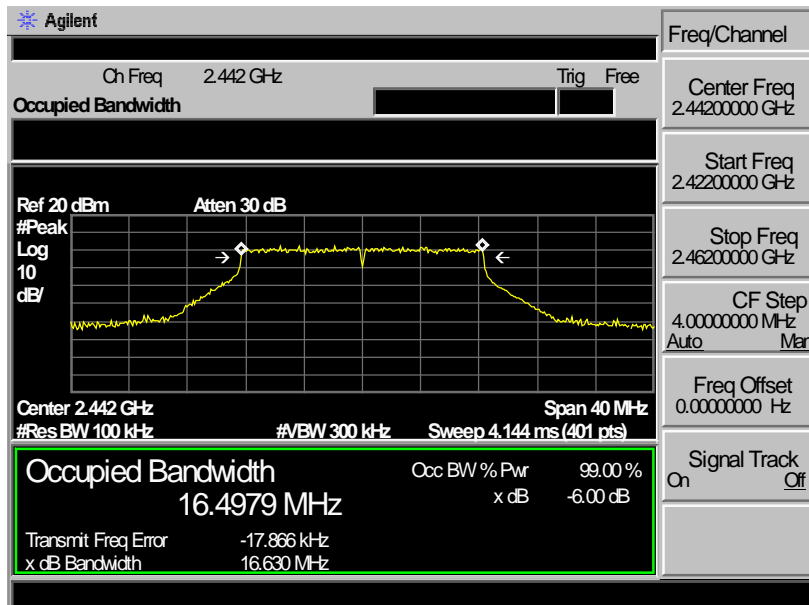 Agilent
Freq/Channel
Ch Freq 2.442 GHz Trig Free
Occupied Bandwidth
Center Freq
2.44200000 GHz
Start Freq
2.42200000 GHz
Stop Freq
2.46200000 GHz
CF Step
4.00000000 MHz
Auto Man
Freq Offset
0.00000000 Hz
Signal Track
On Off
Ref 20 dBm Atten 30 dB
#Peak
Log
10
dB/
Center 2.442 GHz Span 40 MHz
#Res BW 100 kHz #VBW 300 kHz Sweep 4.144 ms (401 pts)
Occupied Bandwidth Occ BW % Pwr 99.00 %
16.4979 MHz x dB -6.00 dB
Transmit Freq Error -17.866 kHz
x dB Bandwidth 16.630 MHz